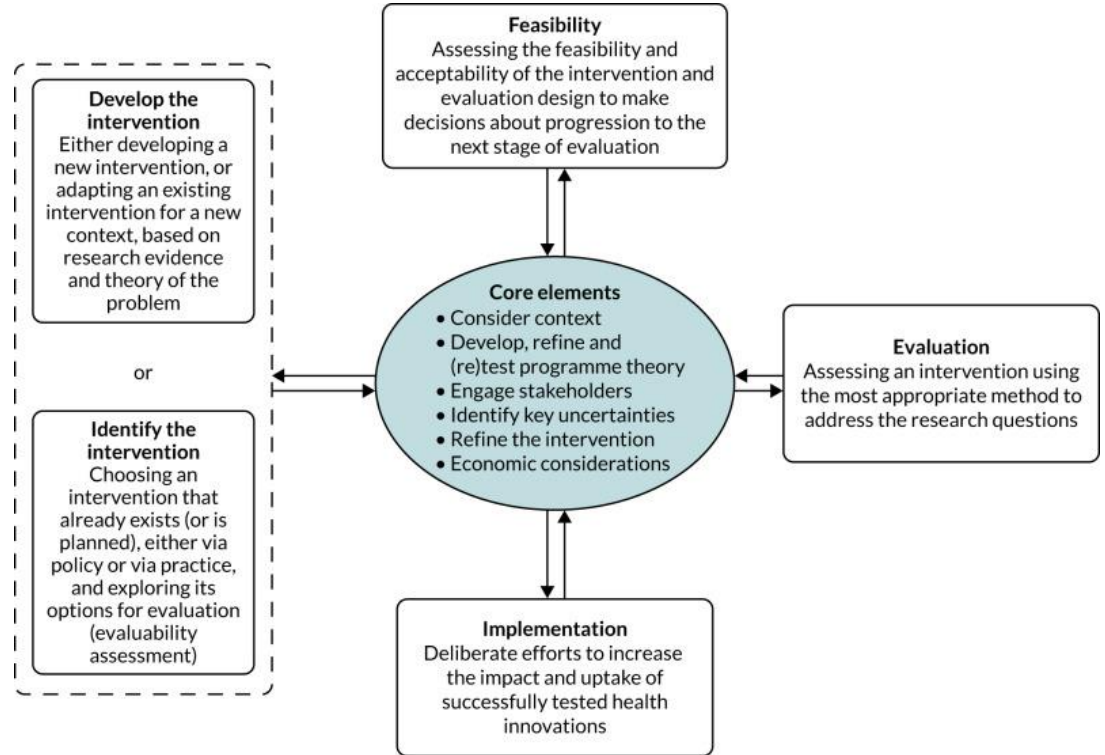 Feasibility
Assessing the feasibility and
acceptability of the intervention and
evaluation design to make
decisions about progression to the
next stage of evaluation
Develop the
intervention
Either developing a
new intervention, or
adapting an existing
intervention for a new
context, based on
research evidence
and theory of the
problem
or
Identify the
intervention
Choosing an
intervention that
already exists (or is
planned), either via
policy or via practice,
and exploring its
options for evaluation
(evaluability
assessment)
Core elements
• Consider context
• Develop, refine and
(re)test programme theory
• Engage stakeholders
• Identify key uncertainties
• Refine the intervention
• Economic considerations
Evaluation
Assessing an intervention using
the most appropriate method to
address the research questions
Implementation
Deliberate efforts to increase
the impact and uptake of
successfully tested health
innovations